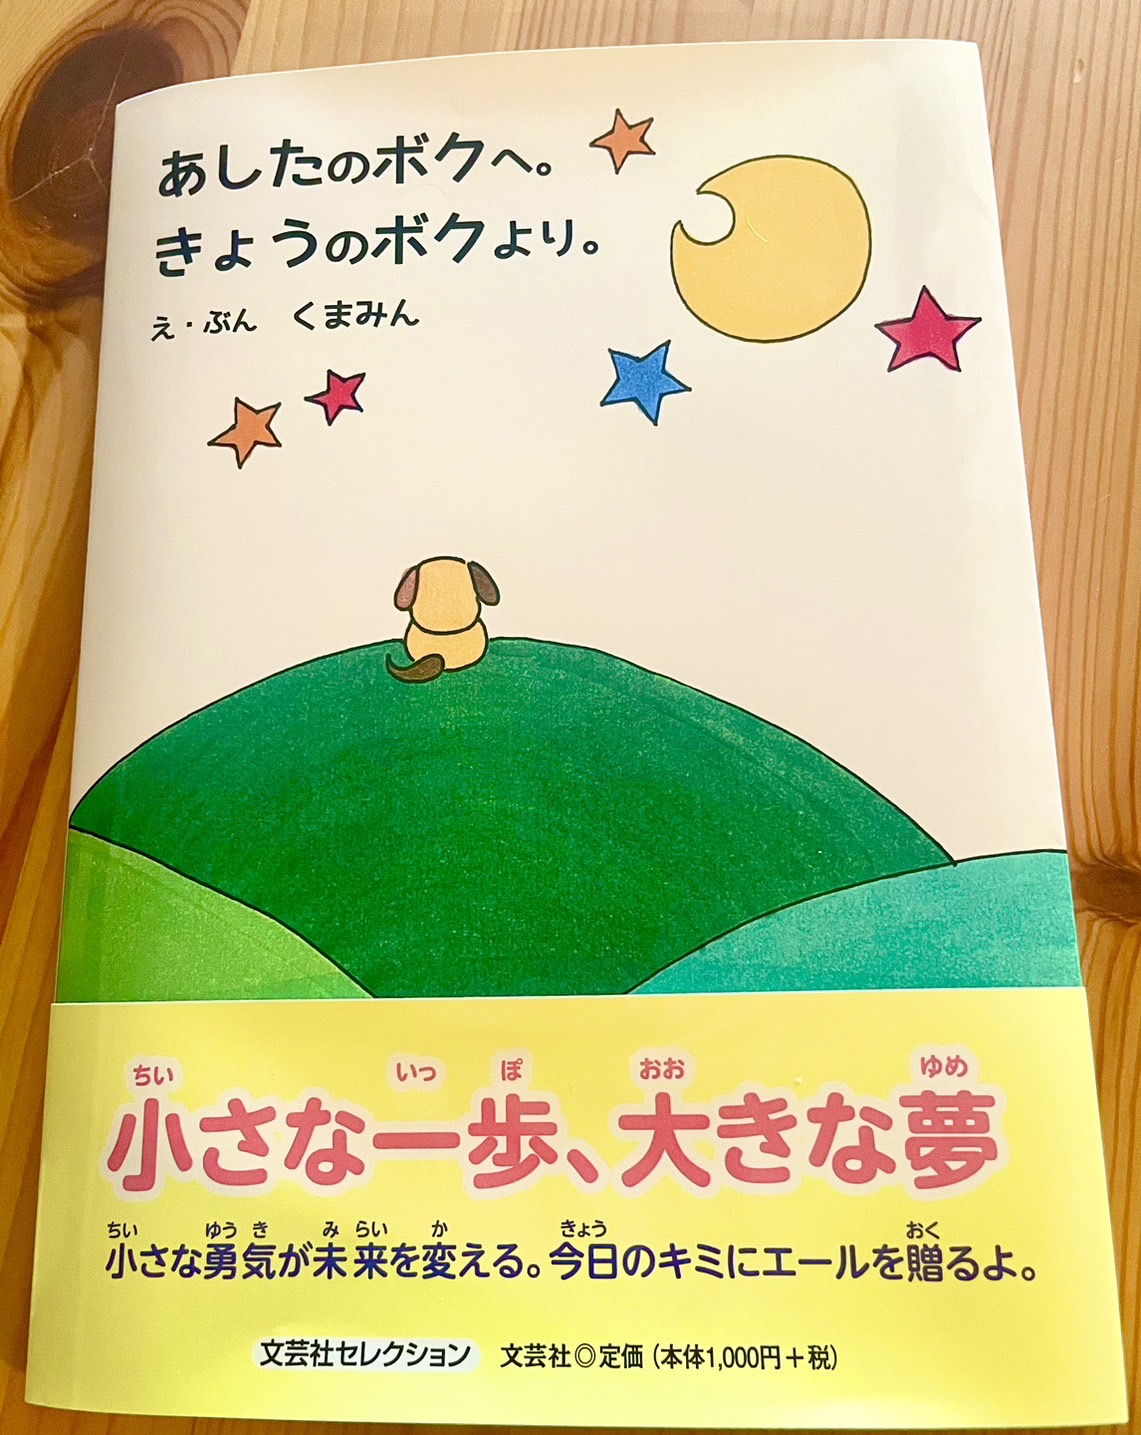 あしたのボクへ。
きょうのボクより。
え・ぶん　くまみん
小さな一歩、大きな夢
ちい いっ ぽ おお ゆめ
小さな勇気が未来を変える。今日のキミにエールを贈るよ。
ちい ゆう き み らい か きょう おく
文芸社セレクション　文芸社◎定価（本体1,000円＋税）